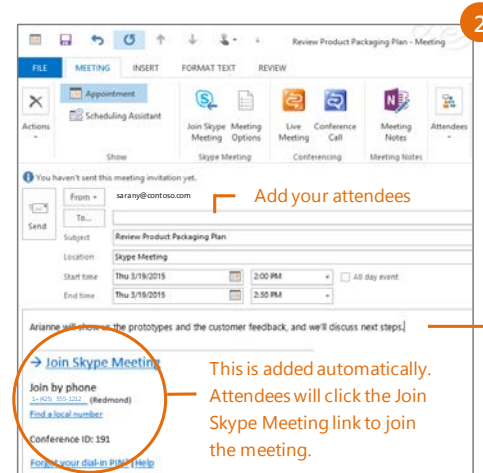 2
Review Product Packaging Plan - Meeting
FILE MEETING INSERT FORMAT TEXT REVIEW
Actions
Appointment
Scheduling Assistant
Show
Join Skype Meeting
Meeting Options
Skype Meeting
Live Meeting
Conference Call
Conferencing
Meeting Notes
Meeting Notes
Attendees
You haven't sent this meeting invitation yet.
Send
From
sarany@contoso.com
Add your attendees
To...
Subject
Review Product Packaging Plan
Location
Skype Meeting
Start time
Thu 3/19/2015
2:00 PM
All day event
End time
Thu 3/19/2015
2:30 PM
Arianne will show us the prototypes and the customer feedback, and we'll discuss next steps.
→ Join Skype Meeting
Join by phone
1+(425) 555-1212 (Redmond)
Find a local number
Conference ID: 191
Forgot your dial-in PIN? |Help
This is added automatically.
Attendees will click the Join
Skype Meeting link to join
the meeting.